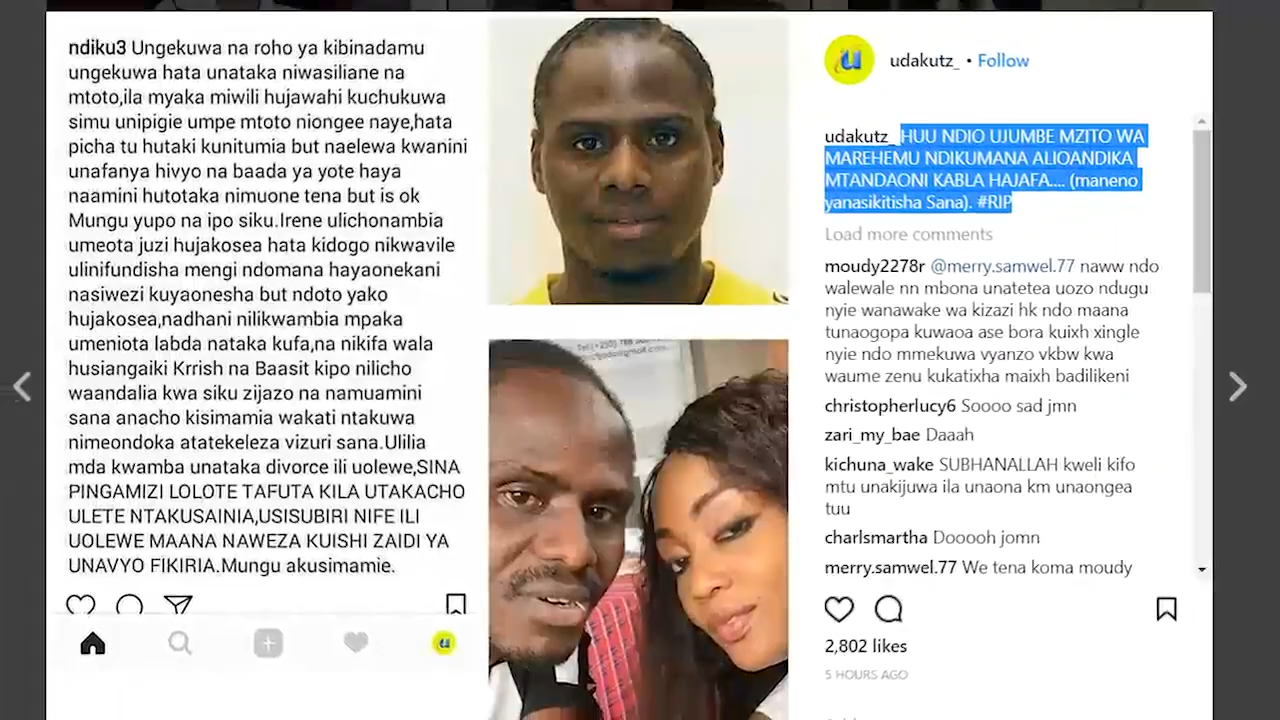 ndiku3 Ungekuwa na roho ya kibinadamu
ungekuwa hata unataka niwasiliane na
mtoto,ila myaka miwili hujawahi kuchukuwa
simu unipigie umpe mtoto niongee naye,hata
picha tu hutaki kunitumia but naelewa kwanini
unafanya hivyo na baada ya yote haya
naamini hutotaka nimuone tena but is ok
Mungu yupo na ipo siku.Irene ulichonambia
umeota juzi hujakosea hata kidogo nikwavile
ulinifundisha mengi ndomana hayaonekani
nasiwezi kuyaonesha but ndoto yako
hujakosea,nadhani nilikwambia mpaka
umeniota labda nataka kufa,na nikifa wala
husiangaiki Krrish na Baasit kipo nilicho
waandalia kwa siku zijazo na namuamini
sana anacho kisimamia wakati ntakuwa
nimeondoka atatekeleza vizuri sana.Ulilia
mda kwamba unataka divorce ili uolewe,SINA
PINGAMIZI LOLOTE TAFUTA KILA UTAKACHO
ULETE NTAKUSAINIA,USISUBIRI NIFE ILI
UOLEWE MAANA NAWEZA KUISHI ZAIDI YA
UNAVYO FIKIRIA.Mungu akusimamie.
udakutz_ • Follow
udakutz_ HUU NDIO UJUMBE MZITO WA
MAREHEMU NDIKUMANA ALIOANDIKA
MTANDAONI KABLA HAJAFA.... (maneno
yanasikitisha Sana). #RIP
Load more comments
moudy2278r @merry.samwel.77 naww ndo
walewale nn mbona unatetea uozo ndugu
nyie wanawake wa kizazi hk ndo maana
tunaogopa kuwaoa ase bora kuixh xingle
nyie ndo mmekuwa vyanzo vkbw kwa
waume zenu kukatixha maixh badilikeni
christopherlucy6 Soooo sad jmn
zari_my_bae Daaah
kichuna_wake SUBHANALLAH kweli kifo
mtu unakijuwa ila unaona km unaongea
tuu
charlsmartha Dooooh jomn
merry.samwel.77 We tena koma moudy
2,802 likes
5 HOURS AGO